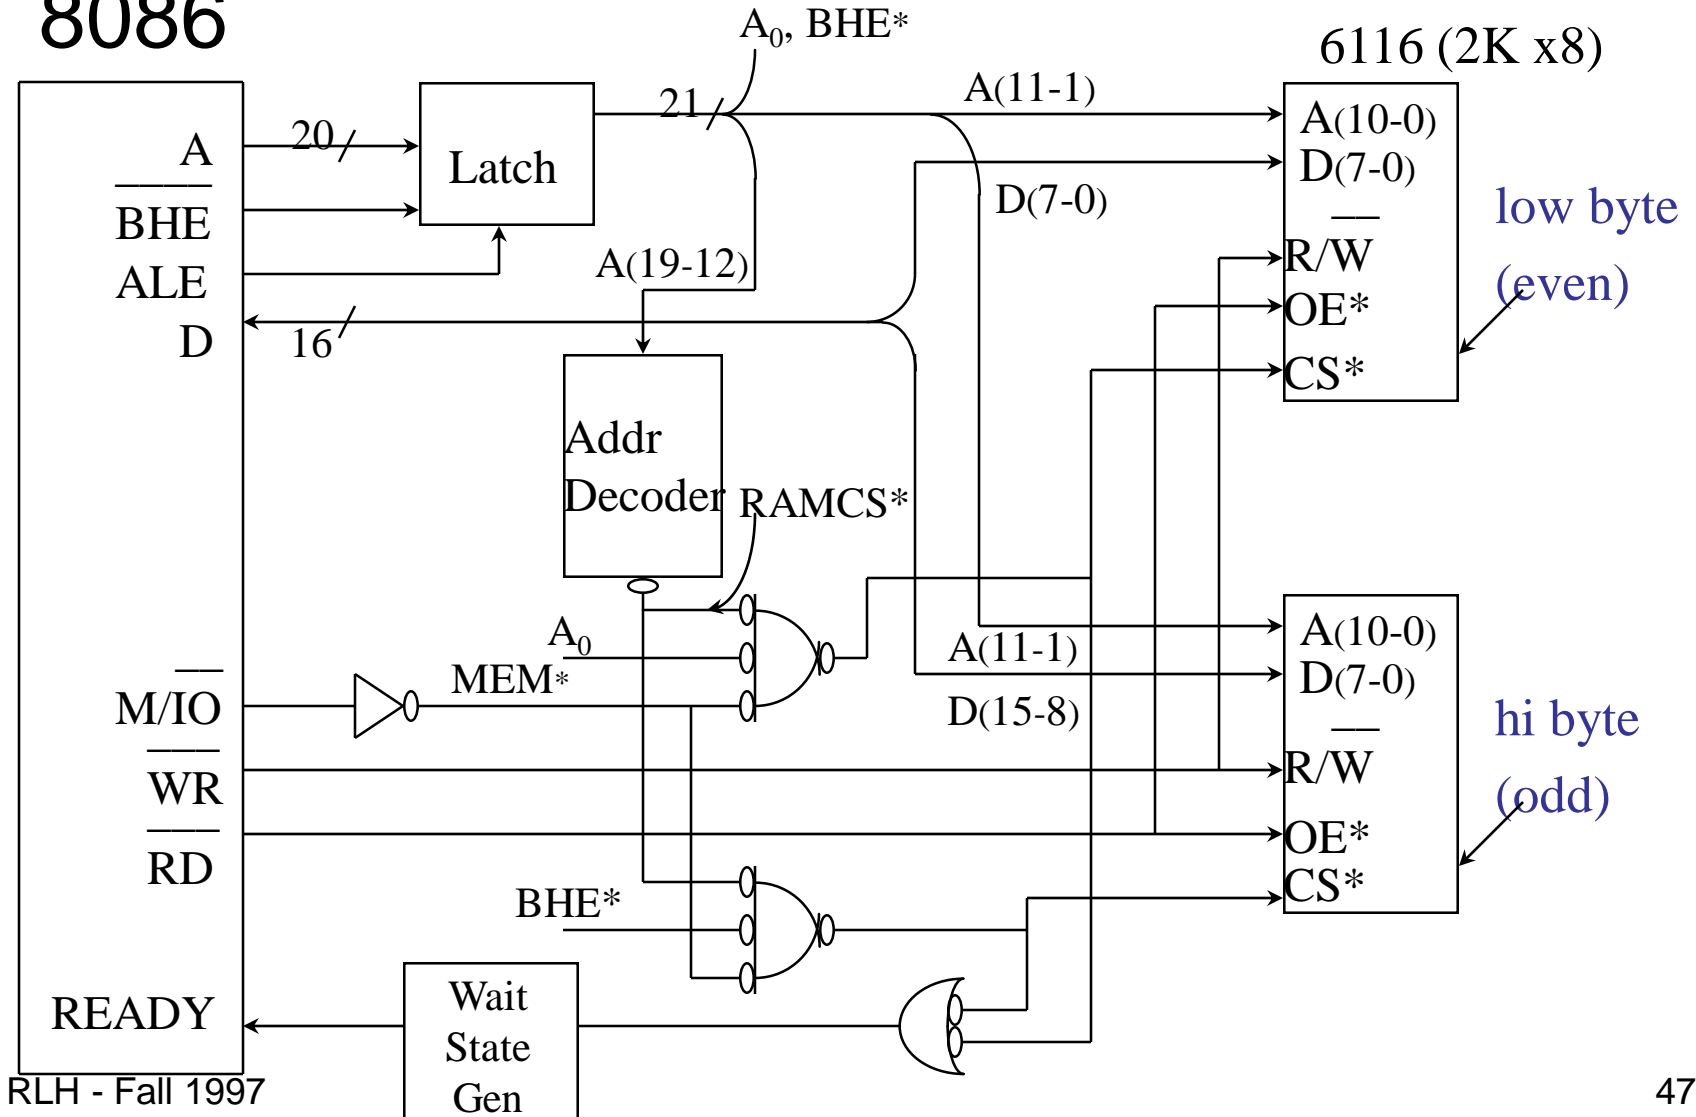 8086
A₀, BHE*
6116 (2K x8)
A
BHE
ALE
D
M/IO
WR
RD
READY
20
16
Latch
21
A(11-1)
A(19-12)
D(7-0)
Addr
Decoder
RAMCS*
A₀
MEM*
BHE*
A(11-1)
D(15-8)
Wait
State
Gen
A(10-0)
D(7-0)
R/W
OE*
CS*
low byte
(even)
A(10-0)
D(7-0)
R/W
OE*
CS*
hi byte
(odd)
RLH - Fall 1997
47